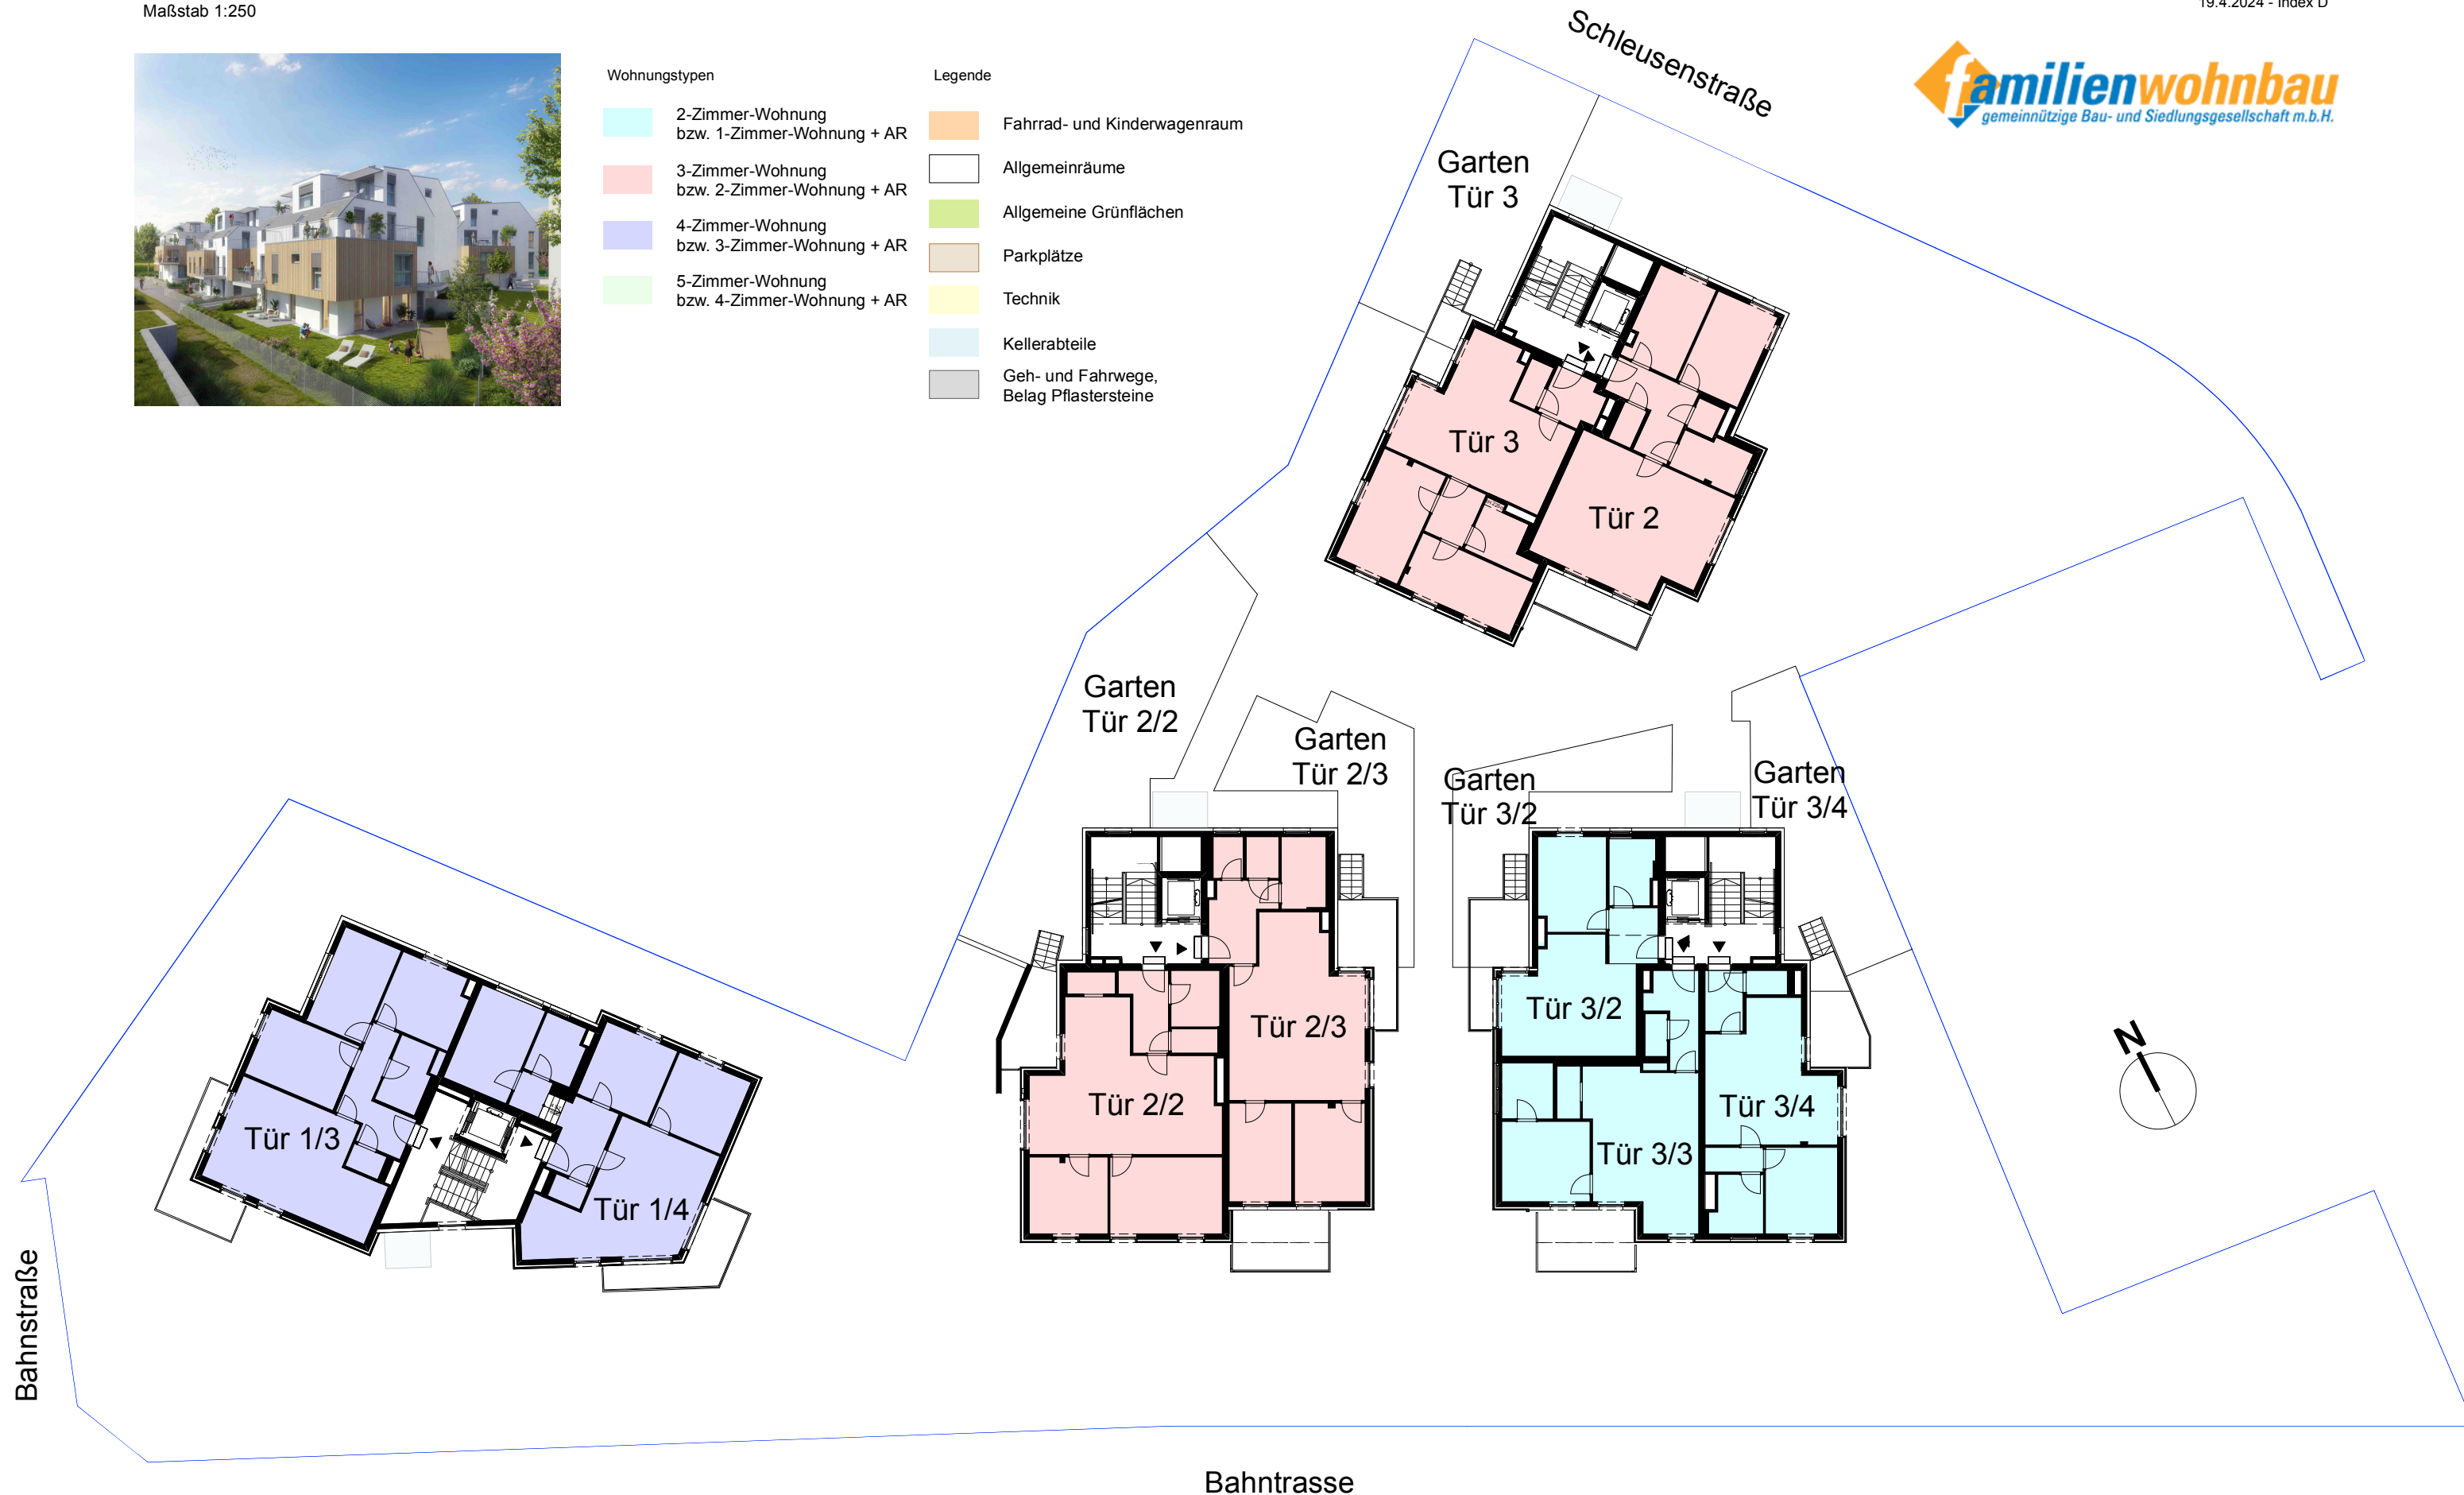 Maßstab 1:250
19.4.2024 - Index D
familienwohnbau
gemeinnützige Bau- und Siedlungsgesellschaft m.b.H.
Wohnungstypen
2-Zimmer-Wohnung
bzw. 1-Zimmer-Wohnung + AR
3-Zimmer-Wohnung
bzw. 2-Zimmer-Wohnung + AR
4-Zimmer-Wohnung
bzw. 3-Zimmer-Wohnung + AR
5-Zimmer-Wohnung
bzw. 4-Zimmer-Wohnung + AR
Legende
Fahrrad- und Kinderwagenraum
Allgemeinräume
Allgemeine Grünflächen
Parkplätze
Technik
Kellerabteile
Geh- und Fahrwege,
Belag Pflastersteine
Schleusenstraße
Garten
Tür 3
Tür 3
Tür 2
Garten
Tür 2/2
Garten
Tür 2/3
Garten
Tür 3/2
Garten
Tür 3/4
Tür 1/3
Tür 1/4
Tür 2/2
Tür 2/3
Tür 3/2
Tür 3/3
Tür 3/4
N
Bahnstraße
Bahntrasse